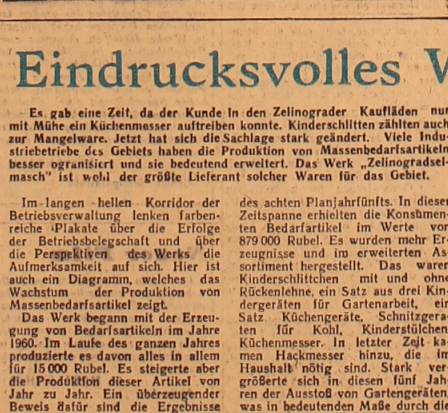 Eindrucksvolles
Es gab eine Zeit, da der Kunde in den Zelinograder Kaufläden nur
mit Mühe ein Küchenmesser auftreiben konnte. Kinderschlitten zählten auch
zur Mangelware. Jetzt hat sich die Sachlage stark geändert. Viele Indu-
striebetriebe des Gebiets haben die Produktion von Massenbedarfsartikeln
besser ogranisiert und sie bedeutend erweitert. Das Werk „Zelinogradsel-
masch" ist wohl der größte Lieferant solcher Waren für das Gebiet.
Im langen hellen Korridor der
Betriebsverwaltung lenken farben-
reiche Plakate über die Erfolge
der Betriebsbelegschaft und über
die Perspektiven des Werks die
Aufmerksamkeit auf sich. Hier ist
auch ein Diagramm, welches das
Wachstum der Produktion von
Massenbedarfsartikel zeigt.
Das Werk begann mit der Erzeu-
gung von Bedarfsartikeln im Jahre
1960. Im Laufe des ganzen Jahres
produzierte es davon alles in allem
für 15 000 Rubel. Es steigerte aber
die Produktion dieser Artikel von
Jahr zu Jahr. Ein überzeugender
Beweis dafür sind die Ergebnisse
des achten Planjahrfünfts. In dieser
Zeitspanne erhielten die Konsumen-
ten Bedarfartikel im Werte von
879 000 Rubel. Es wurden mehr Er-
zeugnisse und im erweiterten As-
sortiment hergestellt. Das waren
Kinderschlittchen mit und ohne
Rückenlehne, ein Satz aus drei Kin-
dergeräten für Gartenarbeit, ein
Satz Küchengeräte, Schnitzgerä-
ten für Kohl, Kinderstülchen,
Küchenmesser. In letzter Zeit ka-
men Hackmesser hinzu, die im
Haushalt nötig sind. Stark ver-
größerte sich in diesen fünf Jah-
ren der Ausstoß von Gartengeräten,
was in bedeutenden Maße durch